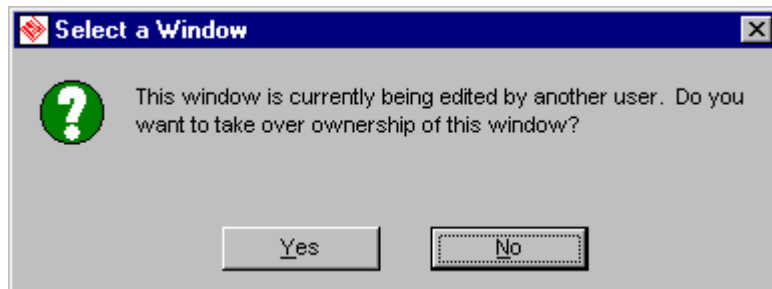 Select a Window
This window is currently being edited by another user.  Do you
want to take over ownership of this window?
Yes
No